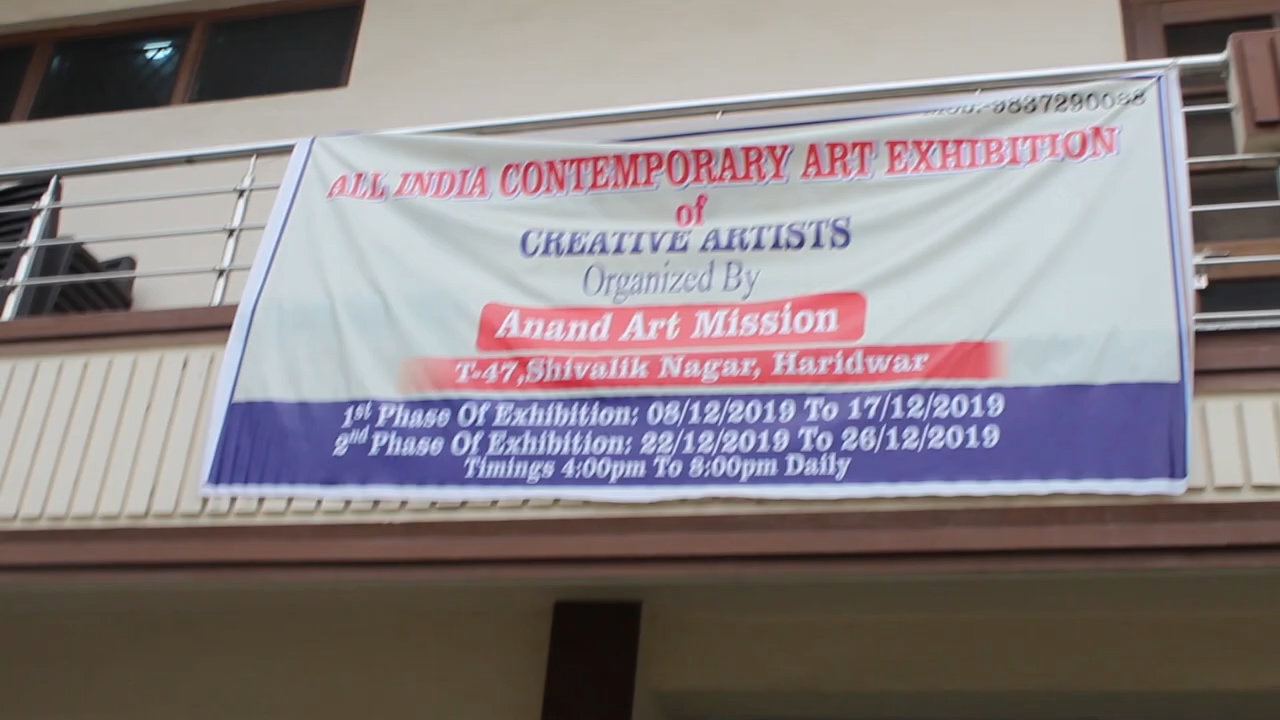 Mob.-9837290088
ALL INDIA CONTEMPORARY ART EXHIBITION
of
CREATIVE ARTISTS
Organized By
Anand Art Mission
T-47,Shivalik Nagar, Haridwar
1st Phase Of Exhibition: 08/12/2019 To 17/12/2019
2nd Phase Of Exhibition: 22/12/2019 To 26/12/2019
Timings 4:00pm To 8:00pm Daily